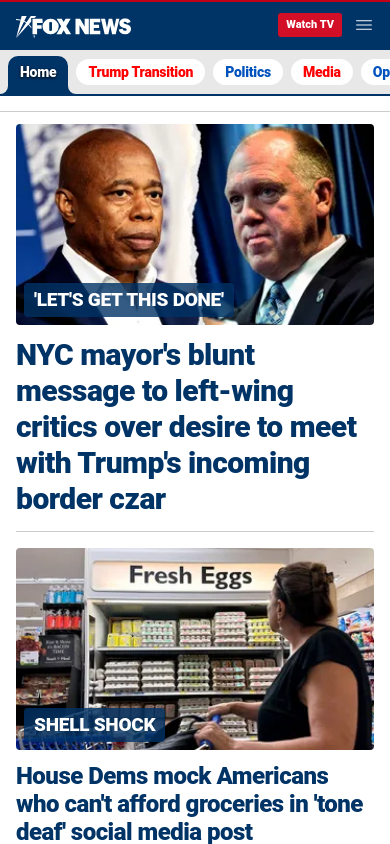 FOX NEWS
Watch TV
Home
Trump Transition
Politics
Media
Op
'LET'S GET THIS DONE'
NYC mayor's blunt
message to left-wing
critics over desire to meet
with Trump's incoming
border czar
Fresh Eggs
SHELL SHOCK
House Dems mock Americans
who can't afford groceries in 'tone
deaf' social media post